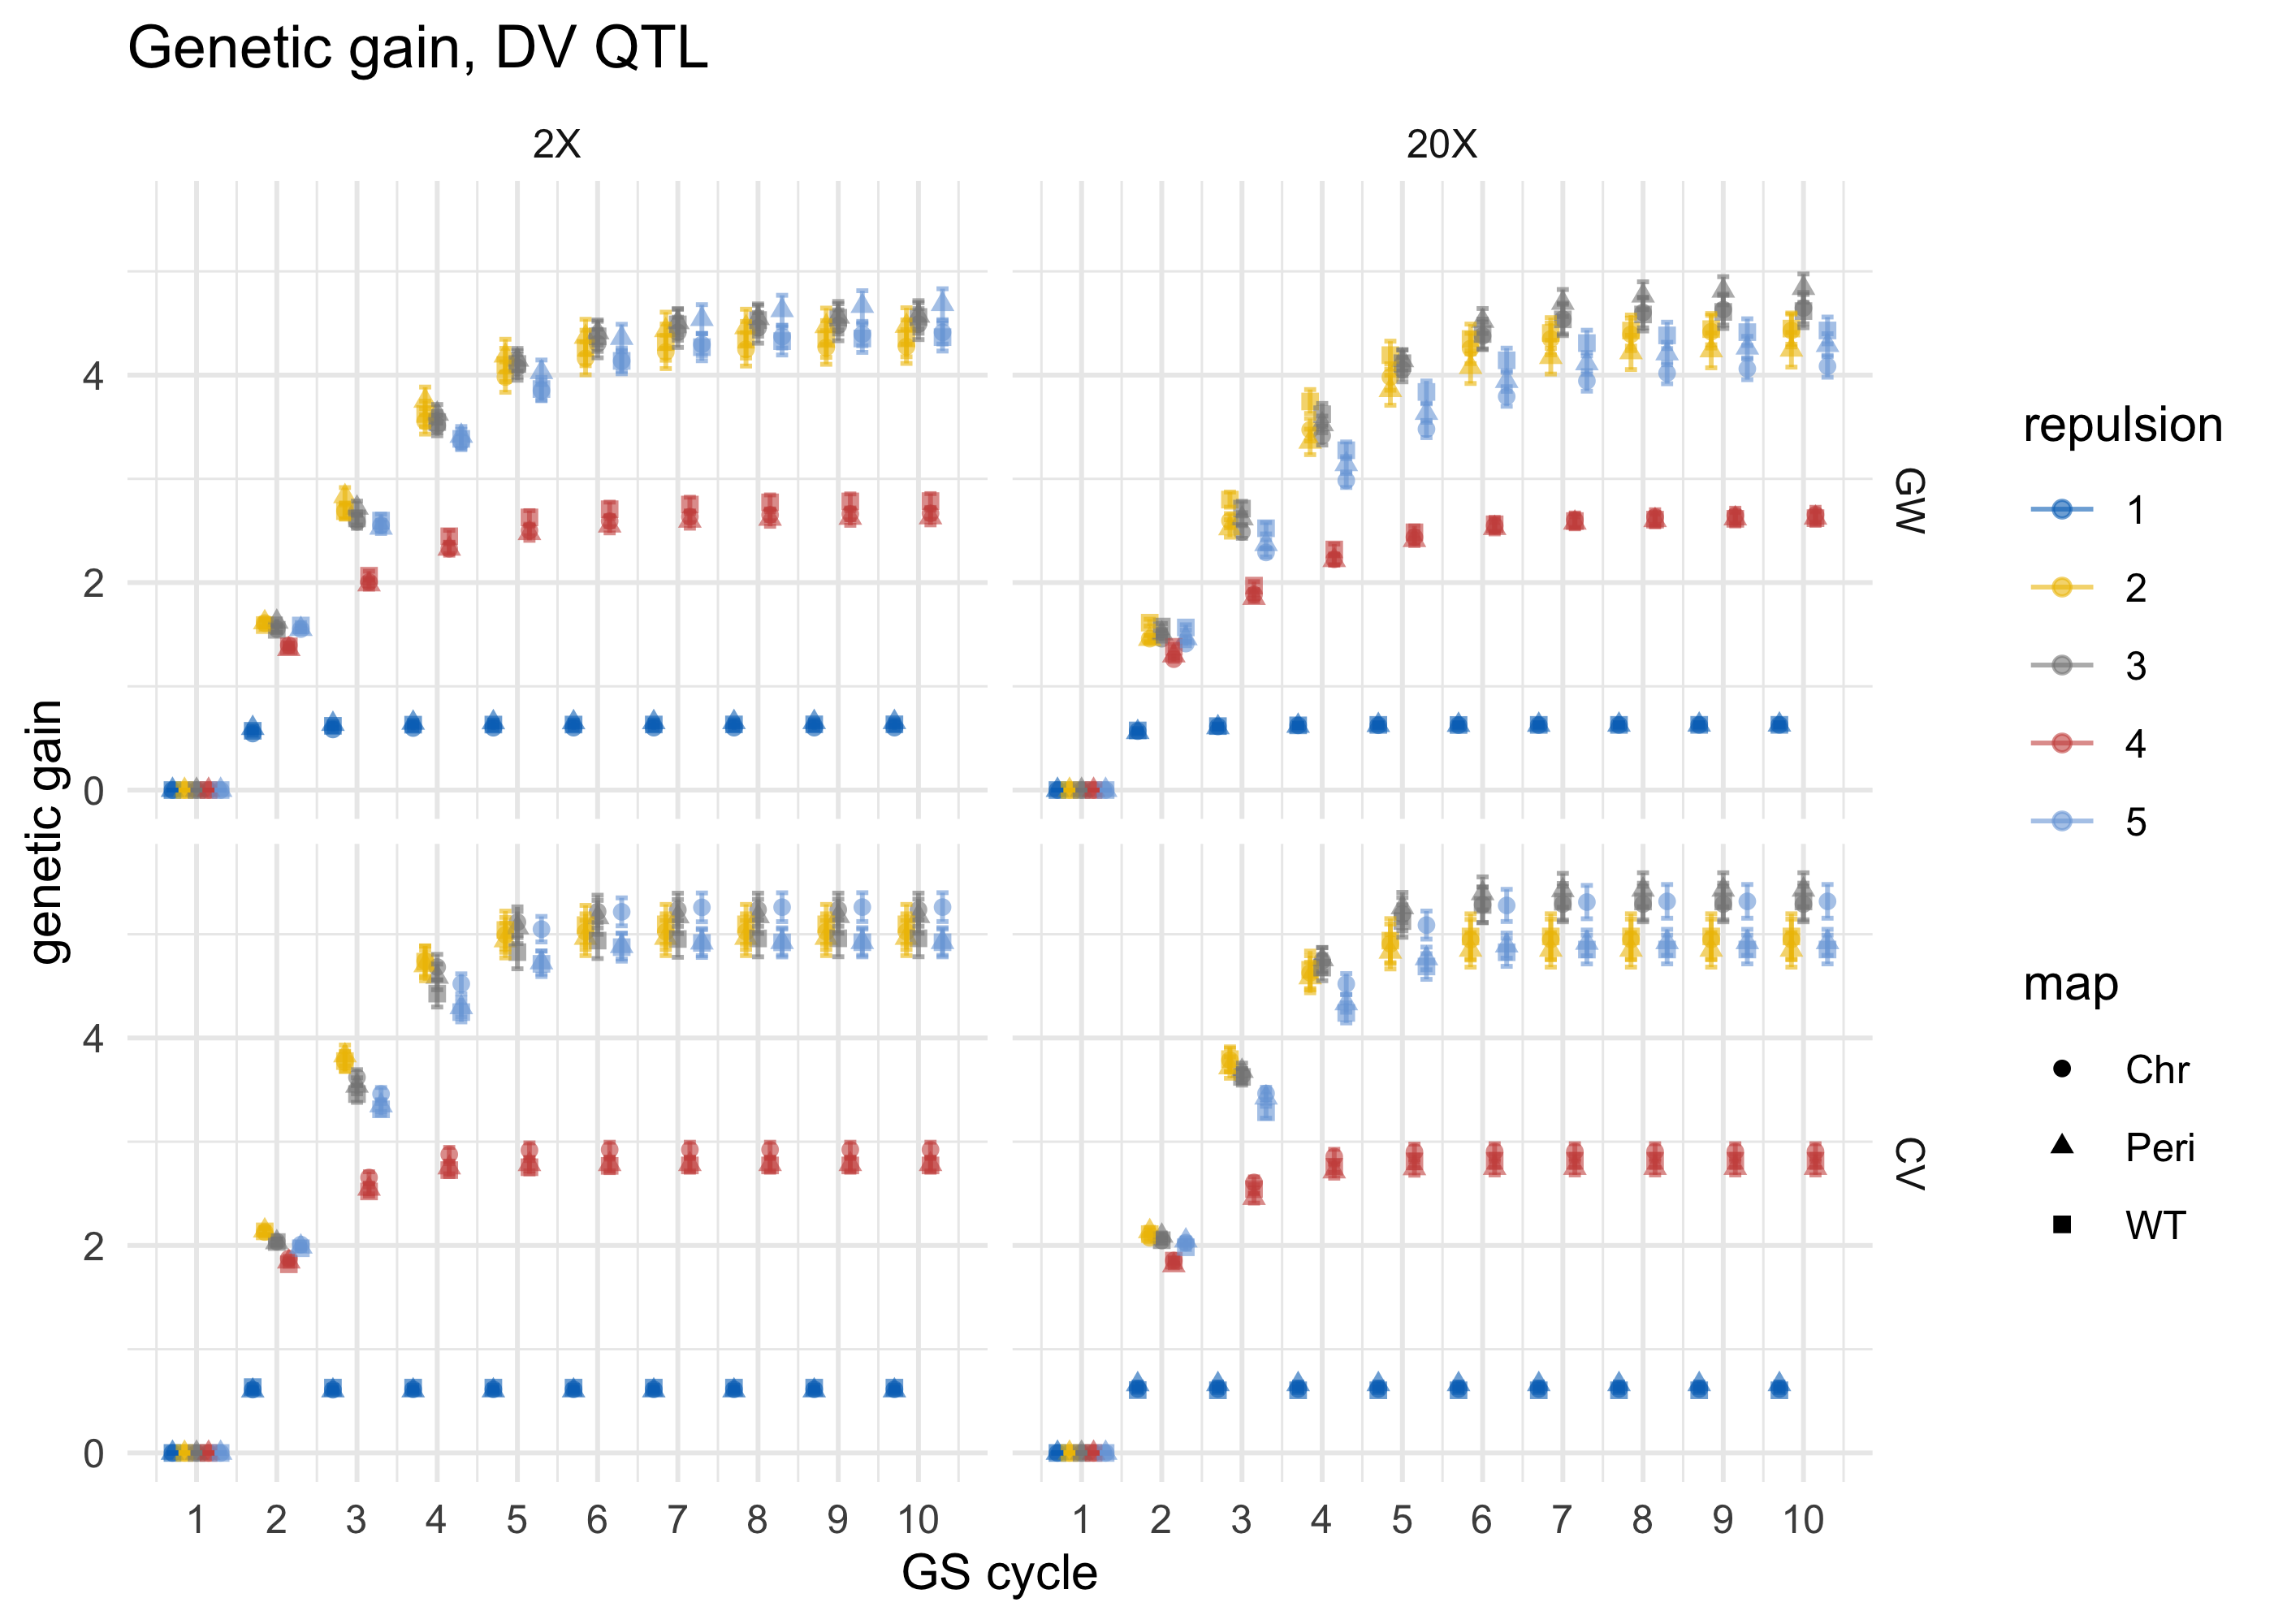 Genetic gain, DV QTL
2X
20X
4
2
0
GW
4
2
0
CV
genetic gain
1 2 3 4 5 6 7 8 9 10
1 2 3 4 5 6 7 8 9 10
GS cycle
repulsion
1
2
3
4
5
map
Chr
Peri
WT